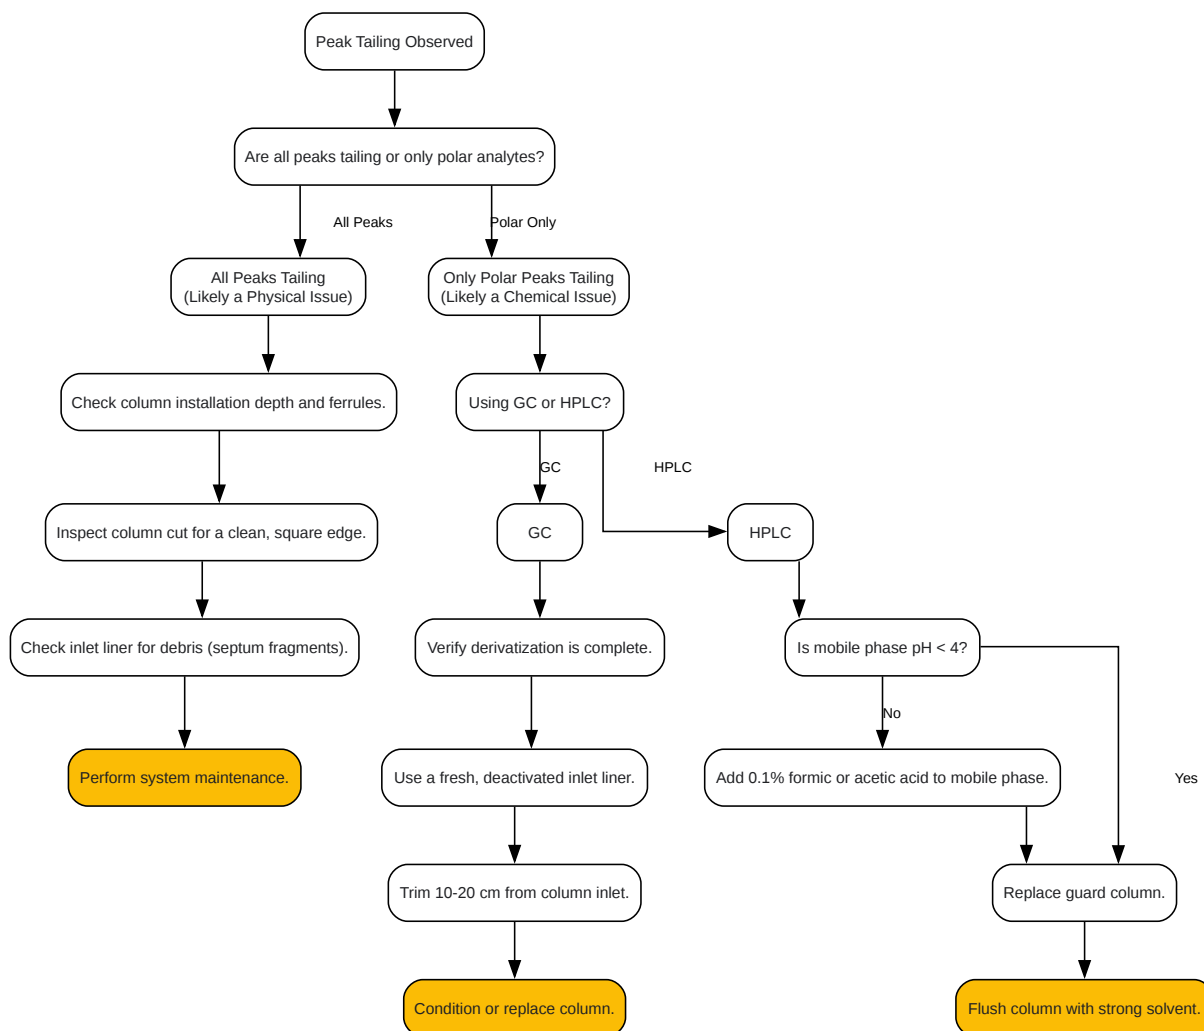 Peak Tailing Observed
Are all peaks tailing or only polar analytes?
All Peaks
Polar Only
All Peaks Tailing
(Likely a Physical Issue)
Only Polar Peaks Tailing
(Likely a Chemical Issue)
Check column installation depth and ferrules.
Using GC or HPLC?
GC
HPLC
Inspect column cut for a clean, square edge.
GC
HPLC
Check inlet liner for debris (septum fragments).
Verify derivatization is complete.
Is mobile phase pH < 4?
No
Perform system maintenance.
Use a fresh, deactivated inlet liner.
Add 0.1% formic or acetic acid to mobile phase.
Yes
Trim 10-20 cm from column inlet.
Replace guard column.
Condition or replace column.
Flush column with strong solvent.